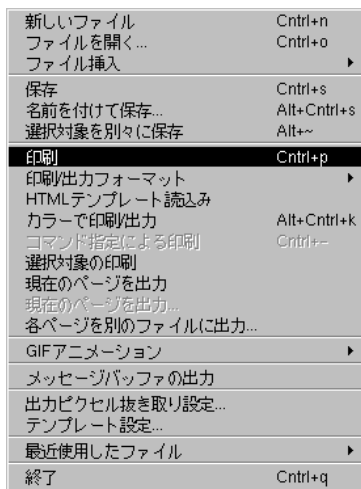 新しいファイル Cntrl+n
ファイルを開く... Cntrl+o
ファイル挿入
保存 Cntrl+s
名前を付けて保存... Alt+Cntrl+s
選択対象を別々に保存 Alt+~
印刷 Cntrl+p
印刷/出力フォーマット
HTMLテンプレート読込み
カラーで印刷/出力 Alt+Cntrl+k
コマンド指定による印刷 Cntrl+~
選択対象の印刷
現在のページを出力
現在のページを出力...
各ページを別のファイルに出力...
GIFアニメーション
メッセージバッファの出力
出力ピクセル抜き取り設定...
テンプレート設定...
最近使用したファイル
終了 Cntrl+q